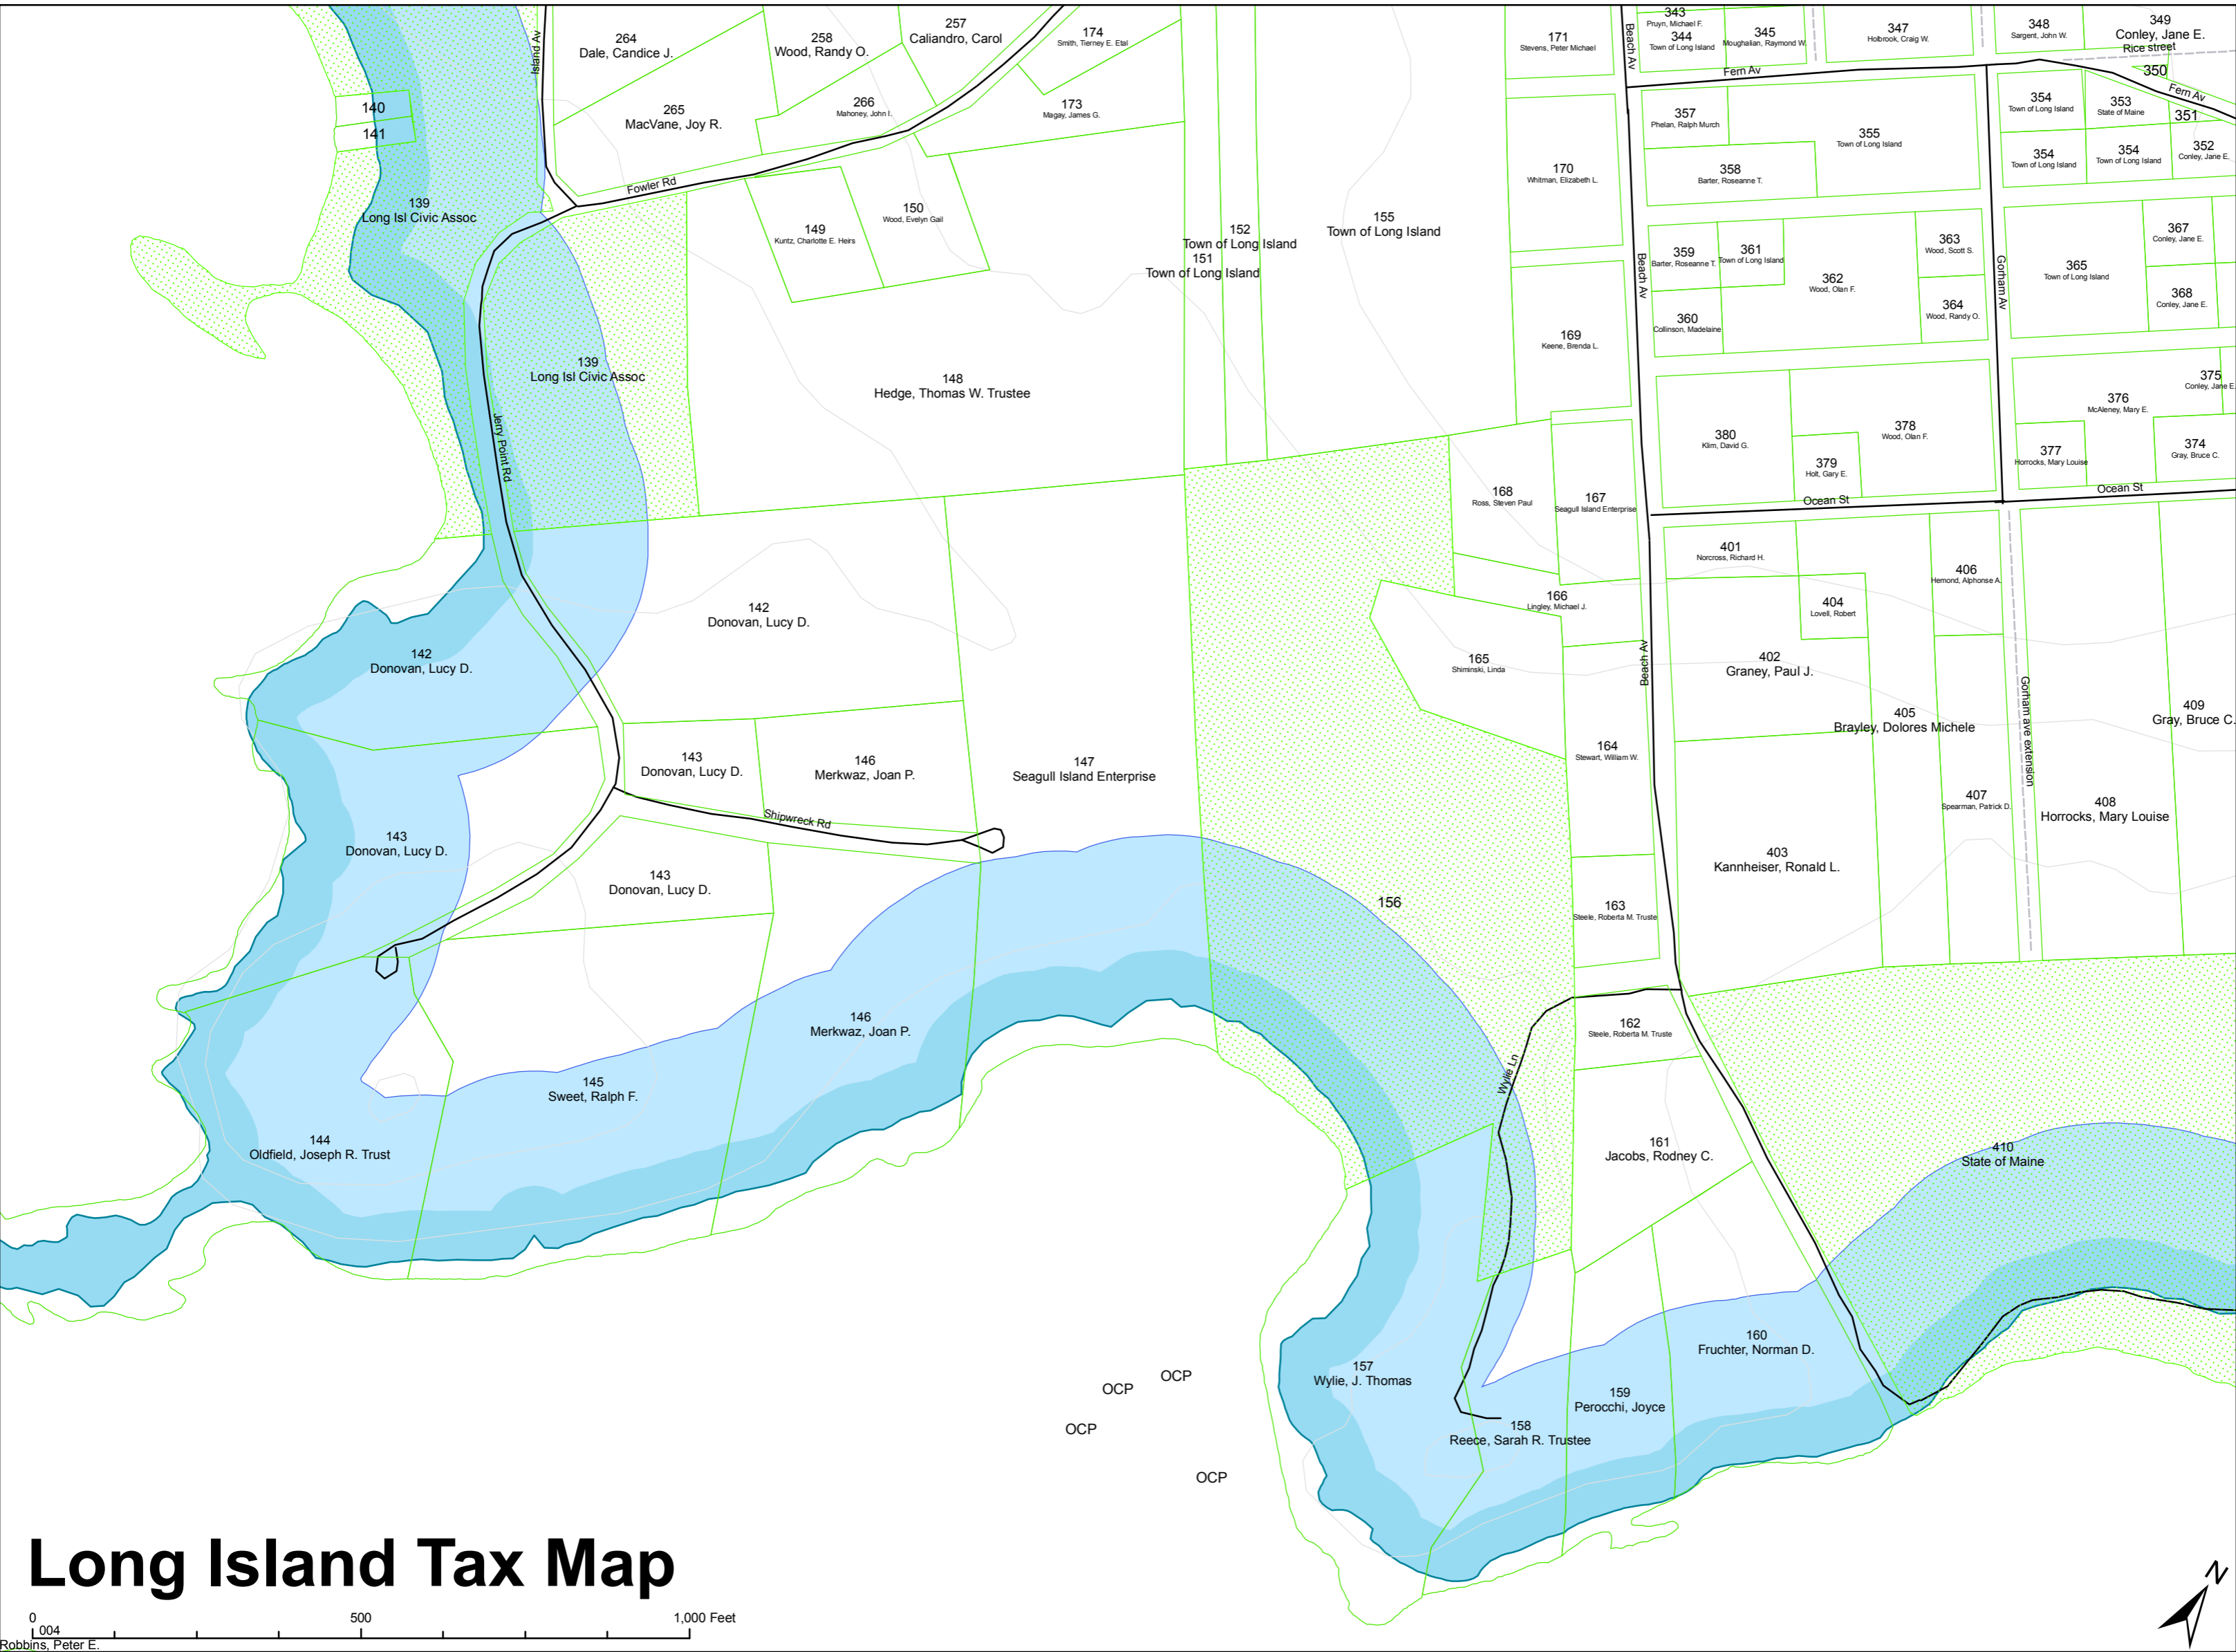 264
Dale, Candice J.
258
Wood, Randy O.
257
Caliandro, Carol
174
Smith, Tierney E. Etal
171
Stevens, Peter Michael
343
Pruyn, Michael F.
344
Town of Long Island
345
Moughalian, Raymond W.
347
Holbrook, Craig W.
348
Sargent, John W.
349
Conley, Jane E.
Rice street
350
Island Av
Beach Av
Fern Av
Fern Av
140
141
265
MacVane, Joy R.
266
Mahoney, John I.
173
Magay, James G.
357
Phelan, Ralph Murch
355
Town of Long Island
354
Town of Long Island
353
State of Maine
351
354
Town of Long Island
354
Town of Long Island
352
Conley, Jane E.
170
Whitman, Elizabeth L.
358
Barter, Roseanne T.
Fowler Rd
139
Long Isl Civic Assoc
149
Kuntz, Charlotte E. Heirs
150
Wood, Evelyn Gail
152
Town of Long Island
151
Town of Long Island
155
Town of Long Island
359
Barter, Roseanne T.
361
Town of Long Island
362
Wood, Olan F.
363
Wood, Scott S.
364
Wood, Randy O.
365
Town of Long Island
367
Conley, Jane E.
368
Conley, Jane E.
Beach Av
Gorham Av
360
Collinson, Madelaine
169
Keene, Brenda L.
139
Long Isl Civic Assoc
148
Hedge, Thomas W. Trustee
Jerry Point Rd
375
Conley, Jane E.
376
McAleney, Mary E.
380
Klim, David G.
378
Wood, Olan F.
379
Holt, Gary E.
377
Horrocks, Mary Louise
374
Gray, Bruce C.
Ocean St
Ocean St
168
Ross, Steven Paul
167
Seagull Island Enterprise
401
Norcross, Richard H.
406
Hemond, Alphonse A.
404
Lovell, Robert
166
Lingley, Michael J.
142
Donovan, Lucy D.
142
Donovan, Lucy D.
165
Shiminski, Linda
Beach Av
402
Graney, Paul J.
405
Brayley, Dolores Michele
Gorham ave extension
409
Gray, Bruce C.
143
Donovan, Lucy D.
146
Merkwaz, Joan P.
147
Seagull Island Enterprise
164
Stewart, William W.
407
Spearman, Patrick D.
408
Horrocks, Mary Louise
Shipwreck Rd
143
Donovan, Lucy D.
403
Kannheiser, Ronald L.
143
Donovan, Lucy D.
156
163
Steele, Roberta M. Truste
146
Merkwaz, Joan P.
162
Steele, Roberta M. Truste
Wylie Ln
145
Sweet, Ralph F.
144
Oldfield, Joseph R. Trust
161
Jacobs, Rodney C.
410
State of Maine
160
Fruchter, Norman D.
157
Wylie, J. Thomas
159
Perocchi, Joyce
158
Reece, Sarah R. Trustee
OCP
OCP
OCP
OCP
Long Island Tax Map
0
500
1,000 Feet
004
Robbins, Peter E.
N